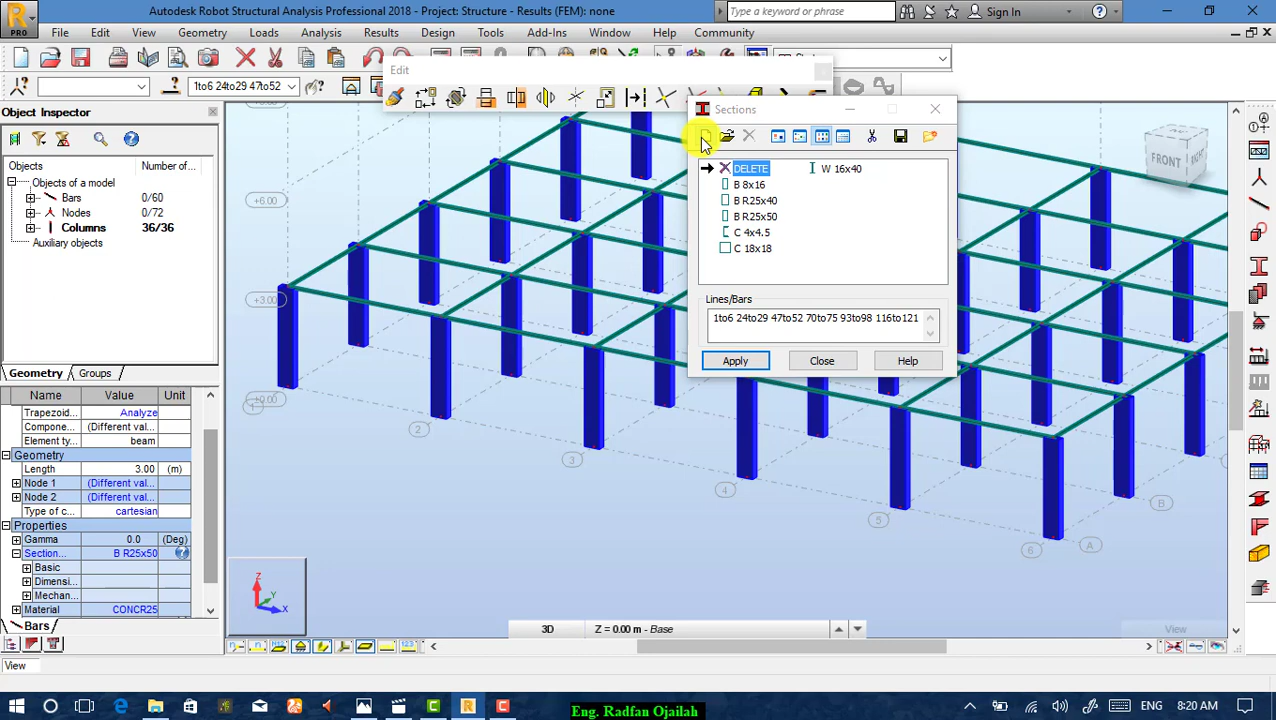 Autodesk Robot Structural Analysis Professional 2018 - Project: Structure - Results (FEM): none
Type a keyword or phrase
Sign In
PRO
File Edit View Geometry Loads Analysis Results Design Tools Add-Ins Window Help Community
1to6 24to29 47to52
Edit
Object Inspector
Objects Number of...
Objects of a model
Bars 0/60
Nodes 0/72
Columns 36/36
Auxiliary objects
Geometry Groups
Name Value Unit
Trapezoid Analyze
Compone... (Different val...
Element ty... beam
Geometry
Length 3.00 (m)
Node 1 (Different val...
Node 2 (Different val...
Type of c... cartesian
Properties
Gamma 0.0 (Deg)
Section... B R25x50
Basic
Dimensi...
Mechan...
Material CONCR25
Bars
View
Sections
DELETE
B 8x16
B R25x40
B R25x50
C 4x4.5
C 18x18
W 16x40
Lines/Bars
1to6 24to29 47to52 70to75 93to98 116to121
Apply Close Help
FRONT
+6.00
+3.00
+0.00
1
2
3
4
5
6
A
B
Z
Y
X
3D Z = 0.00 m - Base
View
ENG 8:20 AM
Eng. Radfan Ojailah